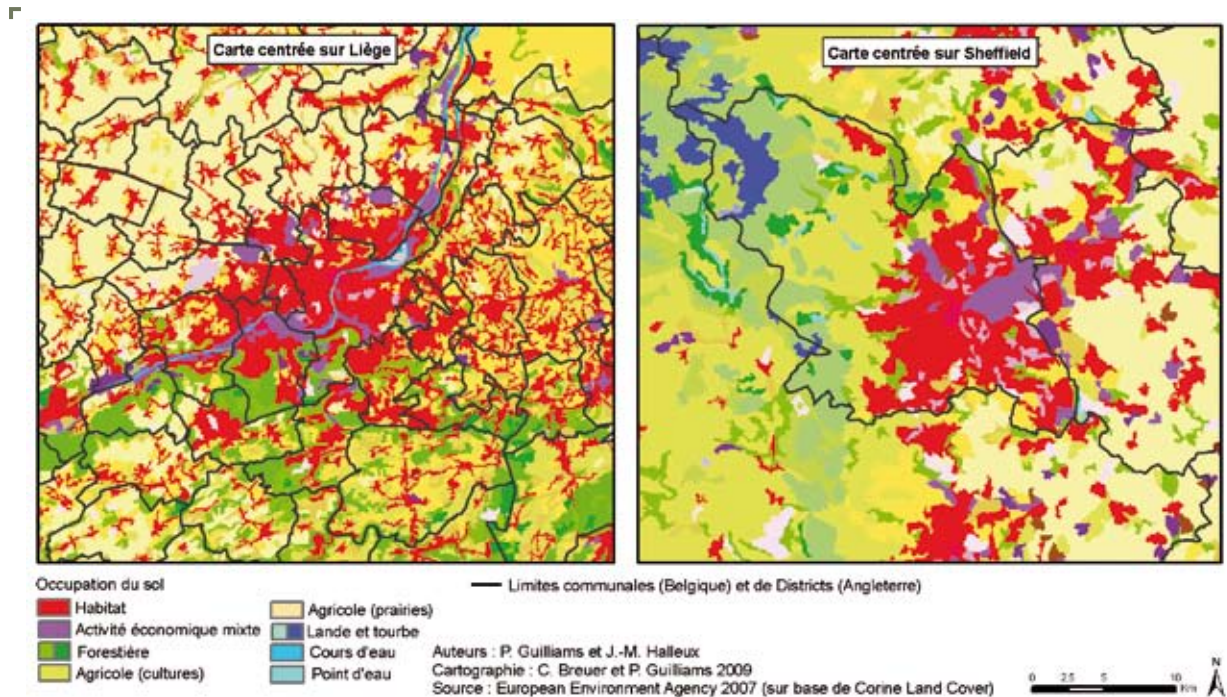 Carte centrée sur Liège
Carte centrée sur Sheffield
Occupation du sol
Habitat
Activité économique mixte
Forestière
Agricole (cultures)
Agricole (prairies)
Lande et tourbe
Cours d'eau
Point d'eau
Limites communales (Belgique) et de Districts (Angleterre)
Auteurs : P. Guilliams et J.-M. Halleux
Cartographie : C. Breuer et P. Guilliams 2009
Source : European Environment Agency 2007 (sur base de Corine Land Cover)
0 2.5 5 10
N